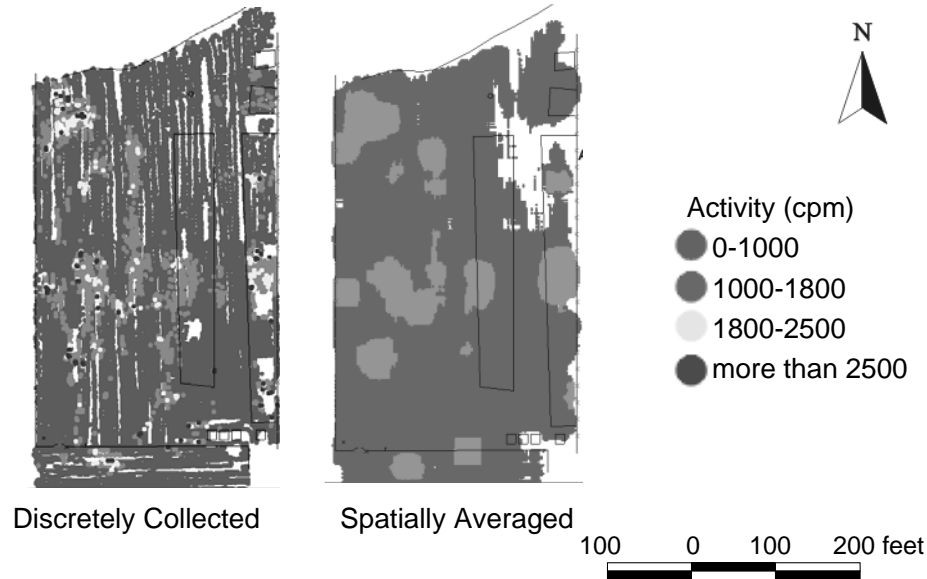 N
Activity (cpm)
0-1000
1000-1800
1800-2500
more than 2500
Discretely Collected
Spatially Averaged
100 0 100 200 feet